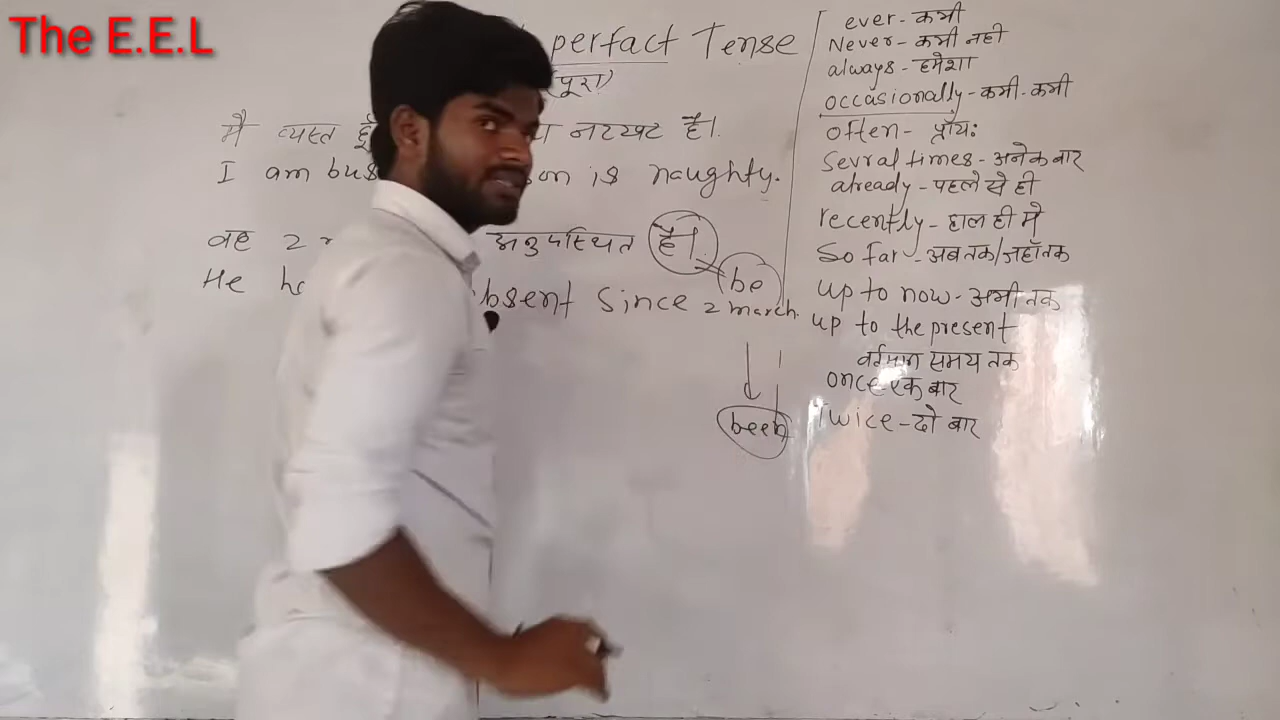 The E.E.L
perfact Tense
(पूरा)
मै व्यस्त हूँ नटखट है।
I am bus on is naughty.
वह 2 अनुपस्थित है।
be
He ha bsent since 2 march.
been
ever - कभी
Never - कभी नही
always - हमेशा
occasionally - कभी-कभी
often - प्रॉयः
Sevral times - अनेक बार
already - पहले से ही
recently - हाल ही मे
So far - अब तक/जहाँ तक
up to now - अभी तक
up to the present
वर्तमान समय तक
once - एक बार
Twice - दो बार